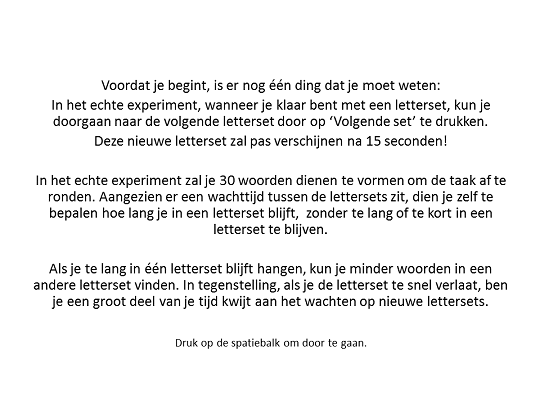 Voordat je begint, is er nog één ding dat je moet weten:
In het echte experiment, wanneer je klaar bent met een letterset, kun je
doorgaan naar de volgende letterset door op ‘Volgende set’ te drukken.
Deze nieuwe letterset zal pas verschijnen na 15 seconden!
In het echte experiment zal je 30 woorden dienen te vormen om de taak af te
ronden. Aangezien er een wachttijd tussen de lettersets zit, dien je zelf te
bepalen hoe lang je in een letterset blijft, zonder te lang of te kort in een
letterset te blijven.
Als je te lang in één letterset blijft hangen, kun je minder woorden in een
andere letterset vinden. In tegenstelling, als je de letterset te snel verlaat, ben
je een groot deel van je tijd kwijt aan het wachten op nieuwe lettersets.
Druk op de spatiebalk om door te gaan.